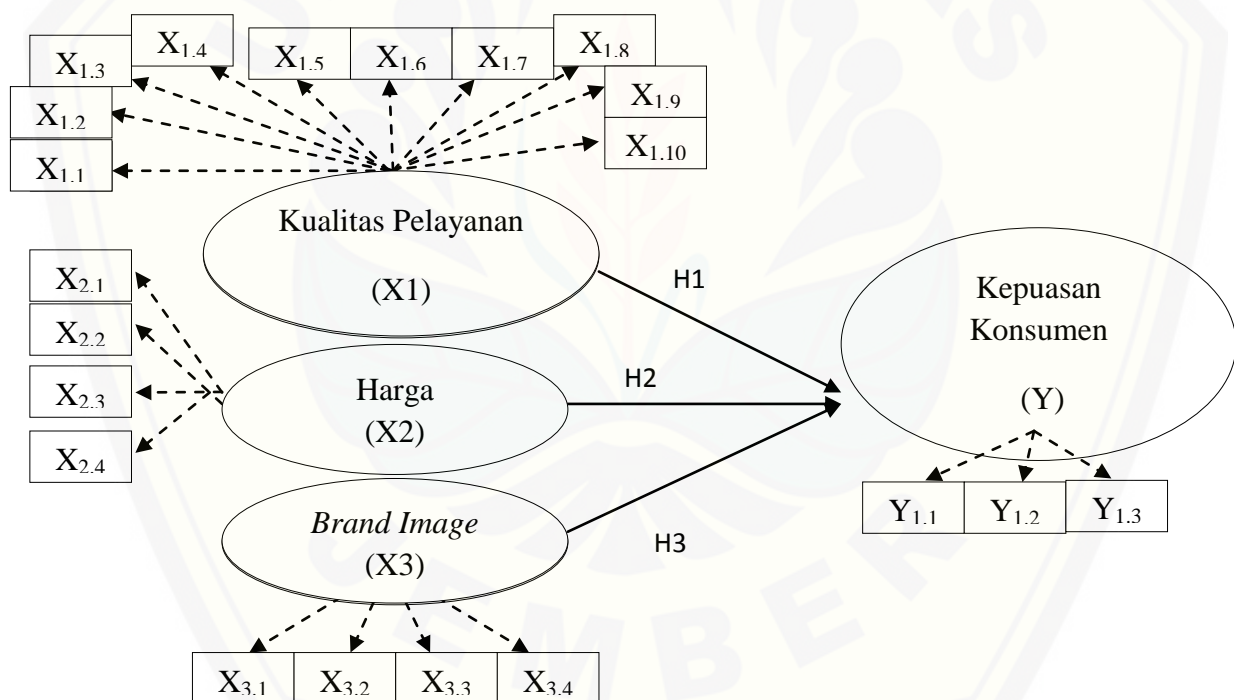 X1.4
X1.5 X1.6 X1.7 X1.8
X1.3
X1.9
X1.2
X1.10
X1.1
Kualitas Pelayanan
(X1)
X2.1
X2.2
X2.3
X2.4
H1
H2
H3
Harga
(X2)
Brand Image
(X3)
X3.1 X3.2 X3.3 X3.4
Kepuasan
Konsumen
(Y)
Y1.1 Y1.2 Y1.3
EMBER